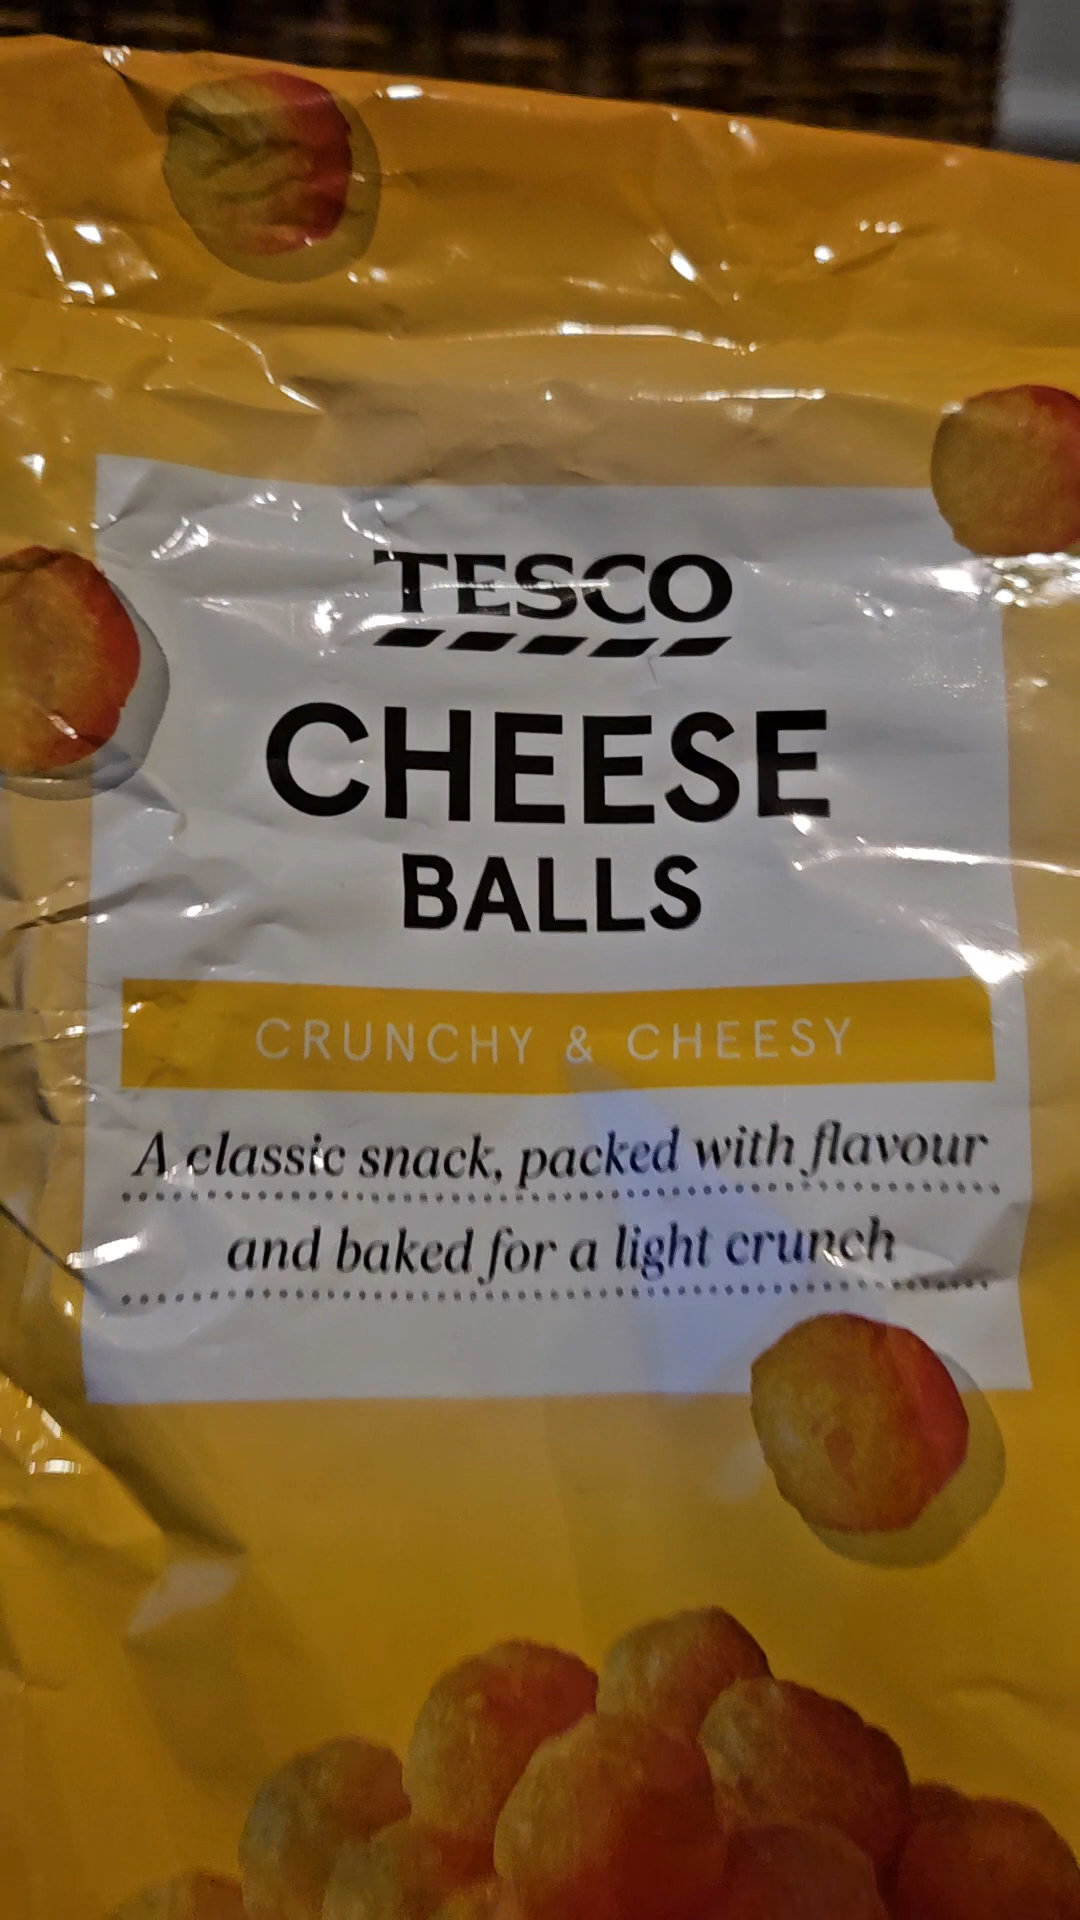 TESCO
CHEESE
BALLS
CRUNCHY & CHEESY
A classic snack, packed with flavour
and baked for a light crunch